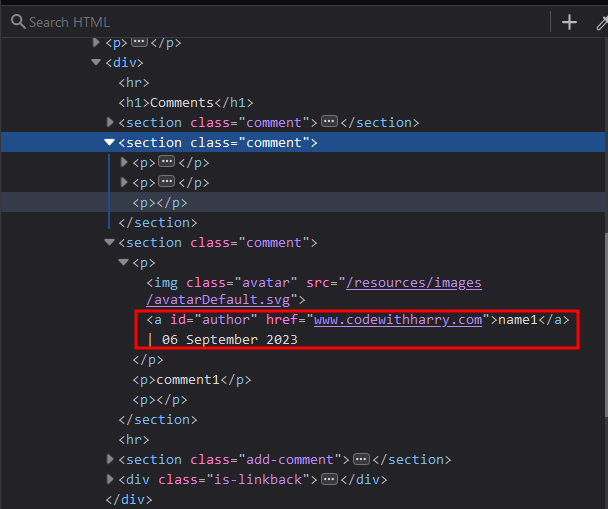 Search HTML
<p></p>
<div>
<hr>
<h1>Comments</h1>
<section class="comment"></section>
<section class="comment">
<p></p>
<p></p>
<p></p>
</section>
<section class="comment">
<p>
<img class="avatar" src="/resources/images
/avatarDefault.svg">
<a id="author" href="www.codewithharry.com">name1</a>
| 06 September 2023
</p>
<p>comment1</p>
<p></p>
</section>
<hr>
<section class="add-comment"></section>
<div class="is-linkback"></div>
</div>